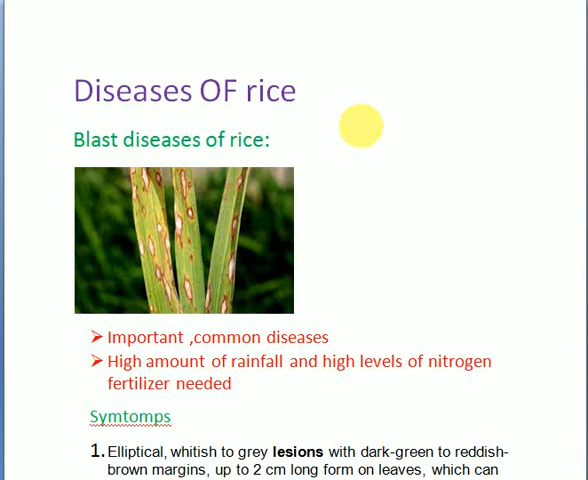 Diseases OF rice
Blast diseases of rice:
➢ Important ,common diseases
➢ High amount of rainfall and high levels of nitrogen
fertilizer needed
Symtomps
1. Elliptical, whitish to grey lesions with dark-green to reddish-
brown margins, up to 2 cm long form on leaves, which can